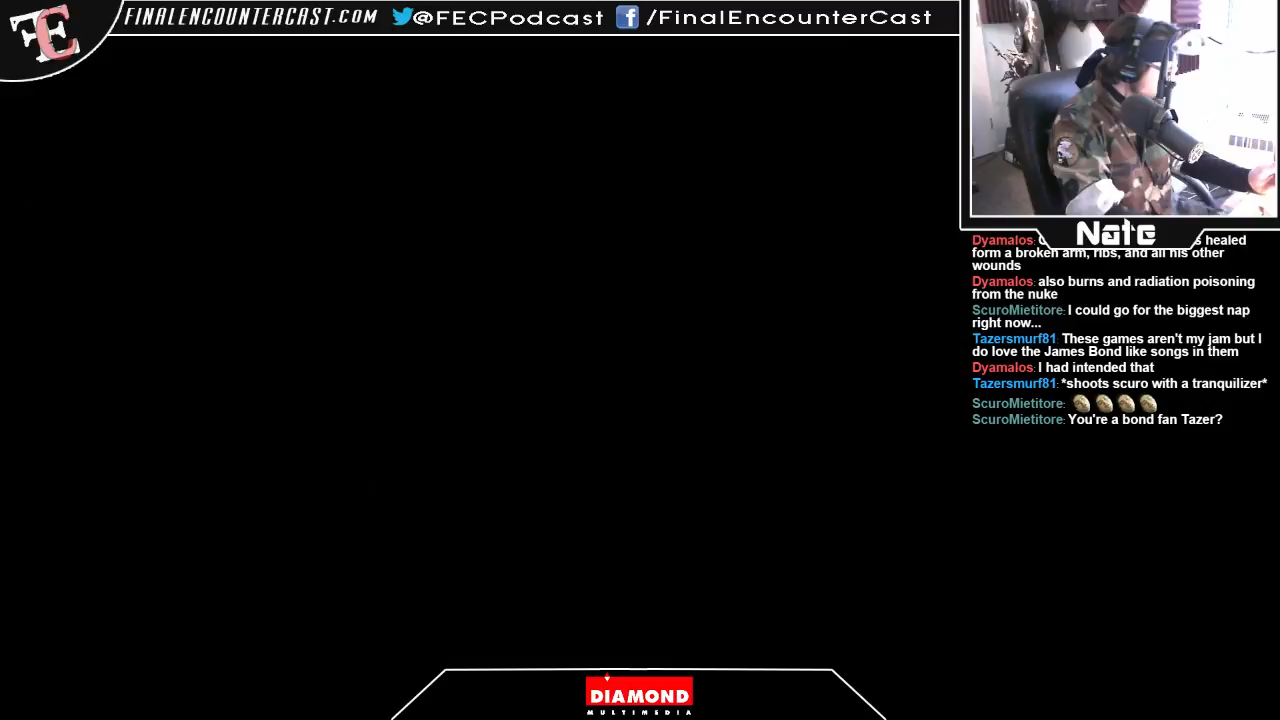 FINALENCOUNTERCAST.COM @FECPodcast /FinalEncounterCast
FEC
Nate
Dyamalos: healed
form a broken arm, ribs, and all his other
wounds
Dyamalos: also burns and radiation poisoning
from the nuke
ScuroMietitore: I could go for the biggest nap
right now...
Tazersmurf81: These games aren't my jam but I
do love the James Bond like songs in them
Dyamalos: I had intended that
Tazersmurf81: *shoots scuro with a tranquilizer*
ScuroMietitore:
ScuroMietitore: You're a bond fan Tazer?
DIAMOND
MULTIMEDIA